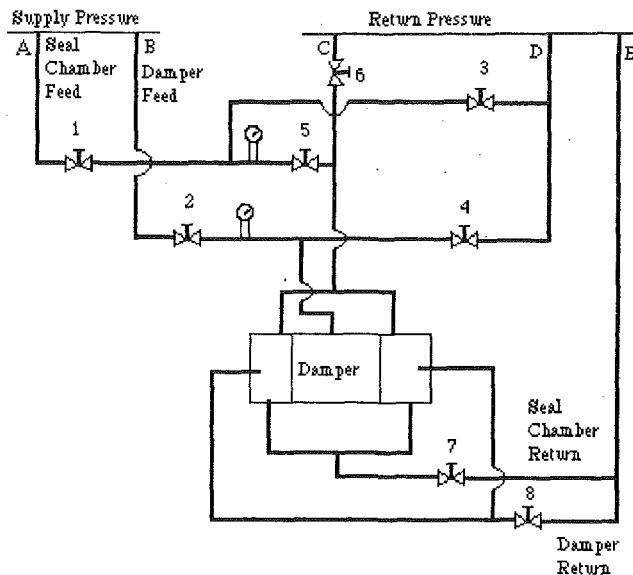 Supply Pressure
Return Pressure
A
Seal
Chamber
Feed
B
Damper
Feed
C
D
E
6
3
1
5
2
4
Damper
7
Seal
Chamber
Return
8
Damper
Return